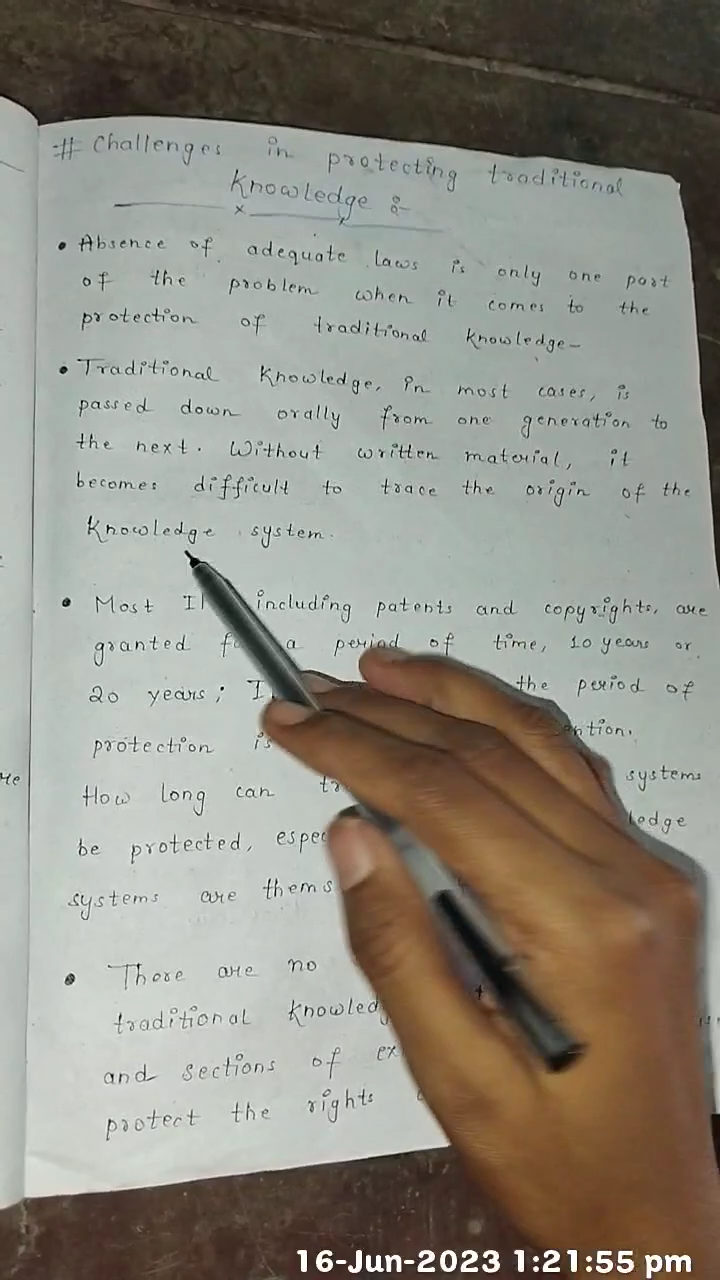 # Challenges in protecting traditional
Knowledge :-
• Absence of adequate laws is only one part
of the problem when it comes to the
protection of traditional Knowledge-
• Traditional Knowledge, in most cases, is
passed down orally from one generation to
the next. Without written material, it
becomes difficult to trace the origin of the
Knowledge system.
• Most including patents and copyrights, are
granted a period of time, 10 years or
20 years; the period of
protection is
How long can systems
be protected,
systems are
• There are no
traditional
and sections of
protect the rights
16-Jun-2023 1:21:55 pm